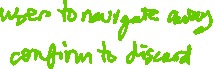 user to navigate away
confirm to discard